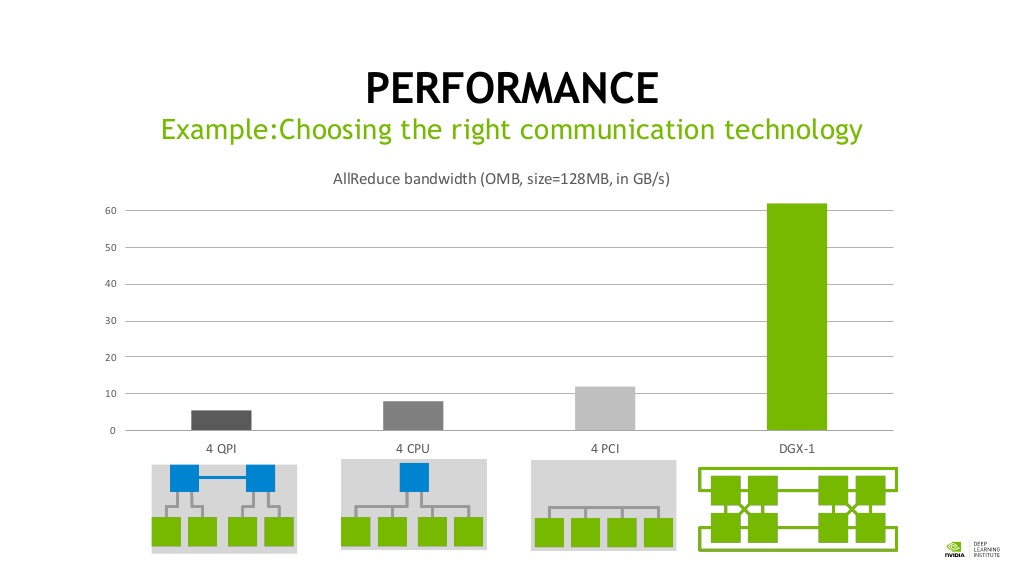 PERFORMANCE
Example:Choosing the right communication technology
AllReduce bandwidth (OMB, size=128MB, in GB/s)
60
50
40
30
20
10
0
4 QPI
4 CPU
4 PCI
DGX-1
NVIDIA
DEEP
LEARNING
INSTITUTE